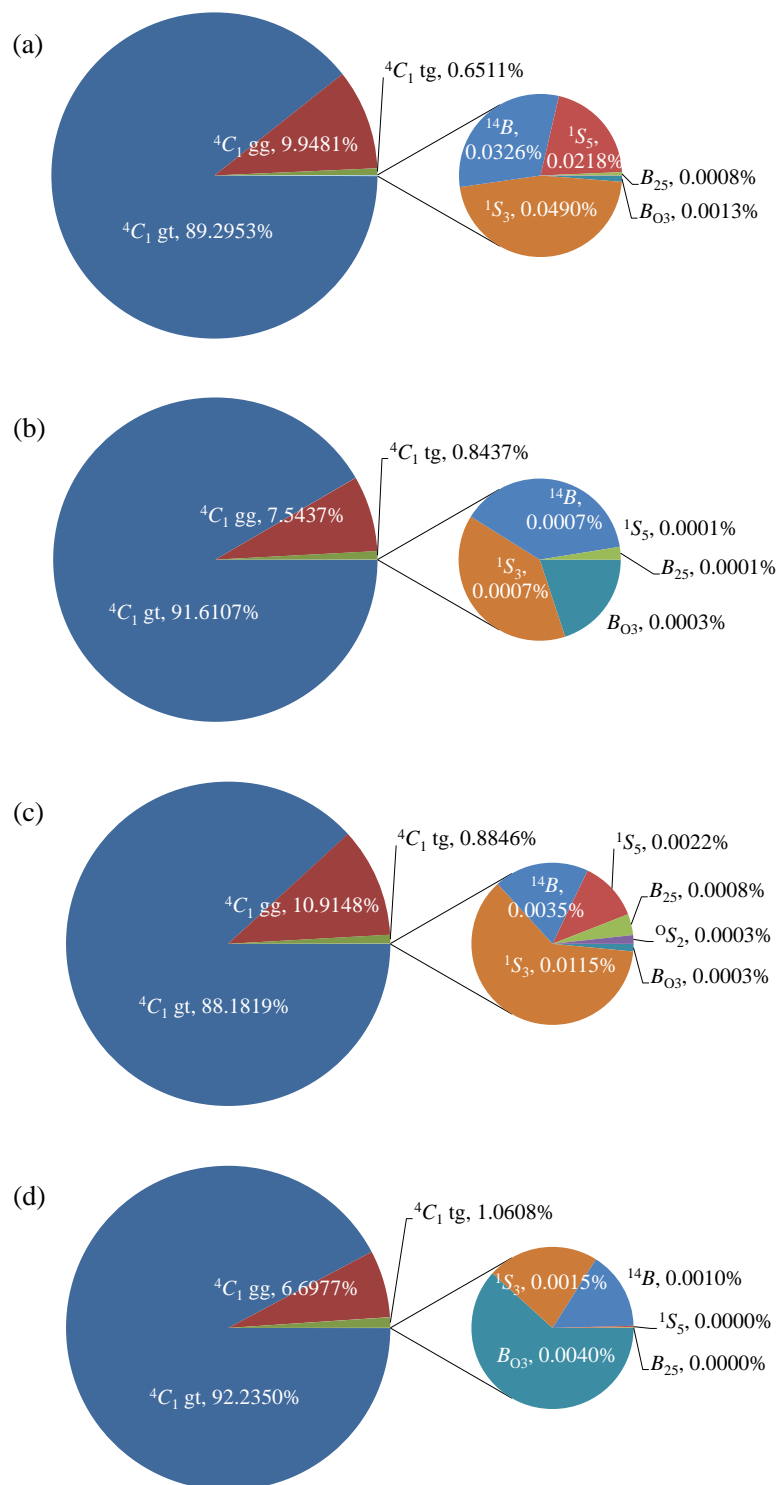 (a)
⁴C₁ tg, 0.6511%
⁴C₁ gg, 9.9481%
⁴C₁ gt, 89.2953%
¹⁴B,
0.0326%
¹S₅,
0.0218%
¹S₃, 0.0490%
B₂₅, 0.0008%
B_O3, 0.0013%
(b)
⁴C₁ tg, 0.8437%
⁴C₁ gg, 7.5437%
⁴C₁ gt, 91.6107%
¹⁴B,
0.0007%
¹S₃,
0.0007%
¹S₅, 0.0001%
B₂₅, 0.0001%
B_O3, 0.0003%
(c)
⁴C₁ tg, 0.8846%
⁴C₁ gg, 10.9148%
⁴C₁ gt, 88.1819%
¹⁴B,
0.0035%
¹S₃, 0.0115%
¹S₅, 0.0022%
B₂₅, 0.0008%
ᴼS₂, 0.0003%
B_O3, 0.0003%
(d)
⁴C₁ tg, 1.0608%
⁴C₁ gg, 6.6977%
⁴C₁ gt, 92.2350%
¹S₃, 0.0015%
¹⁴B, 0.0010%
¹S₅, 0.0000%
B_O3, 0.0040%
B₂₅, 0.0000%